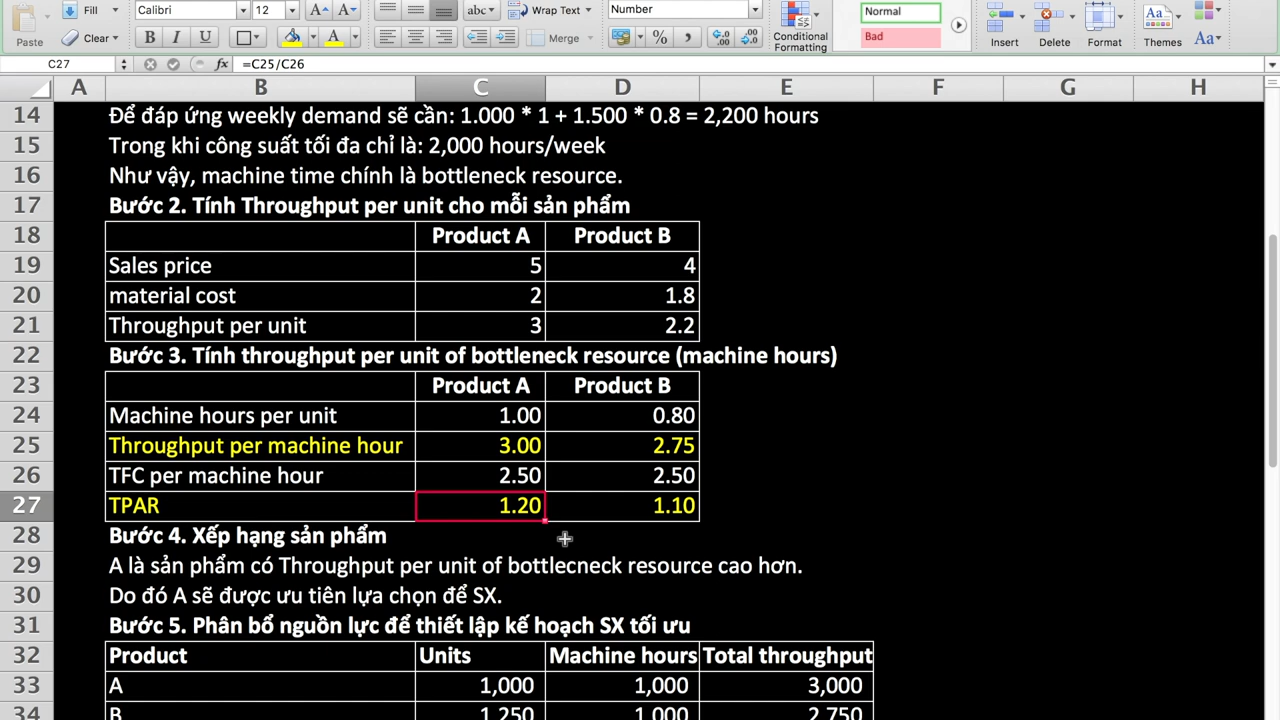 Fill
Calibri
12
abc
Wrap Text
Number
Normal
Paste
Clear
B I U
A
Merge
%
Conditional Formatting
Bad
Insert
Delete
Format
Themes
Aa
C27
fx
=C25/C26
A B C D E F G H
14 Để đáp ứng weekly demand sẽ cần: 1.000 * 1 + 1.500 * 0.8 = 2,200 hours
15 Trong khi công suất tối đa chỉ là: 2,000 hours/week
16 Như vậy, machine time chính là bottleneck resource.
17 Bước 2. Tính Throughput per unit cho mỗi sản phẩm
18 Product A Product B
19 Sales price 5 4
20 material cost 2 1.8
21 Throughput per unit 3 2.2
22 Bước 3. Tính throughput per unit of bottleneck resource (machine hours)
23 Product A Product B
24 Machine hours per unit 1.00 0.80
25 Throughput per machine hour 3.00 2.75
26 TFC per machine hour 2.50 2.50
27 TPAR 1.20 1.10
28 Bước 4. Xếp hạng sản phẩm
29 A là sản phẩm có Throughput per unit of bottlecneck resource cao hơn.
30 Do đó A sẽ được ưu tiên lựa chọn để SX.
31 Bước 5. Phân bổ nguồn lực để thiết lập kế hoạch SX tối ưu
32 Product Units Machine hours Total throughput
33 A 1,000 1,000 3,000
34 B 1,250 1,000 2,750